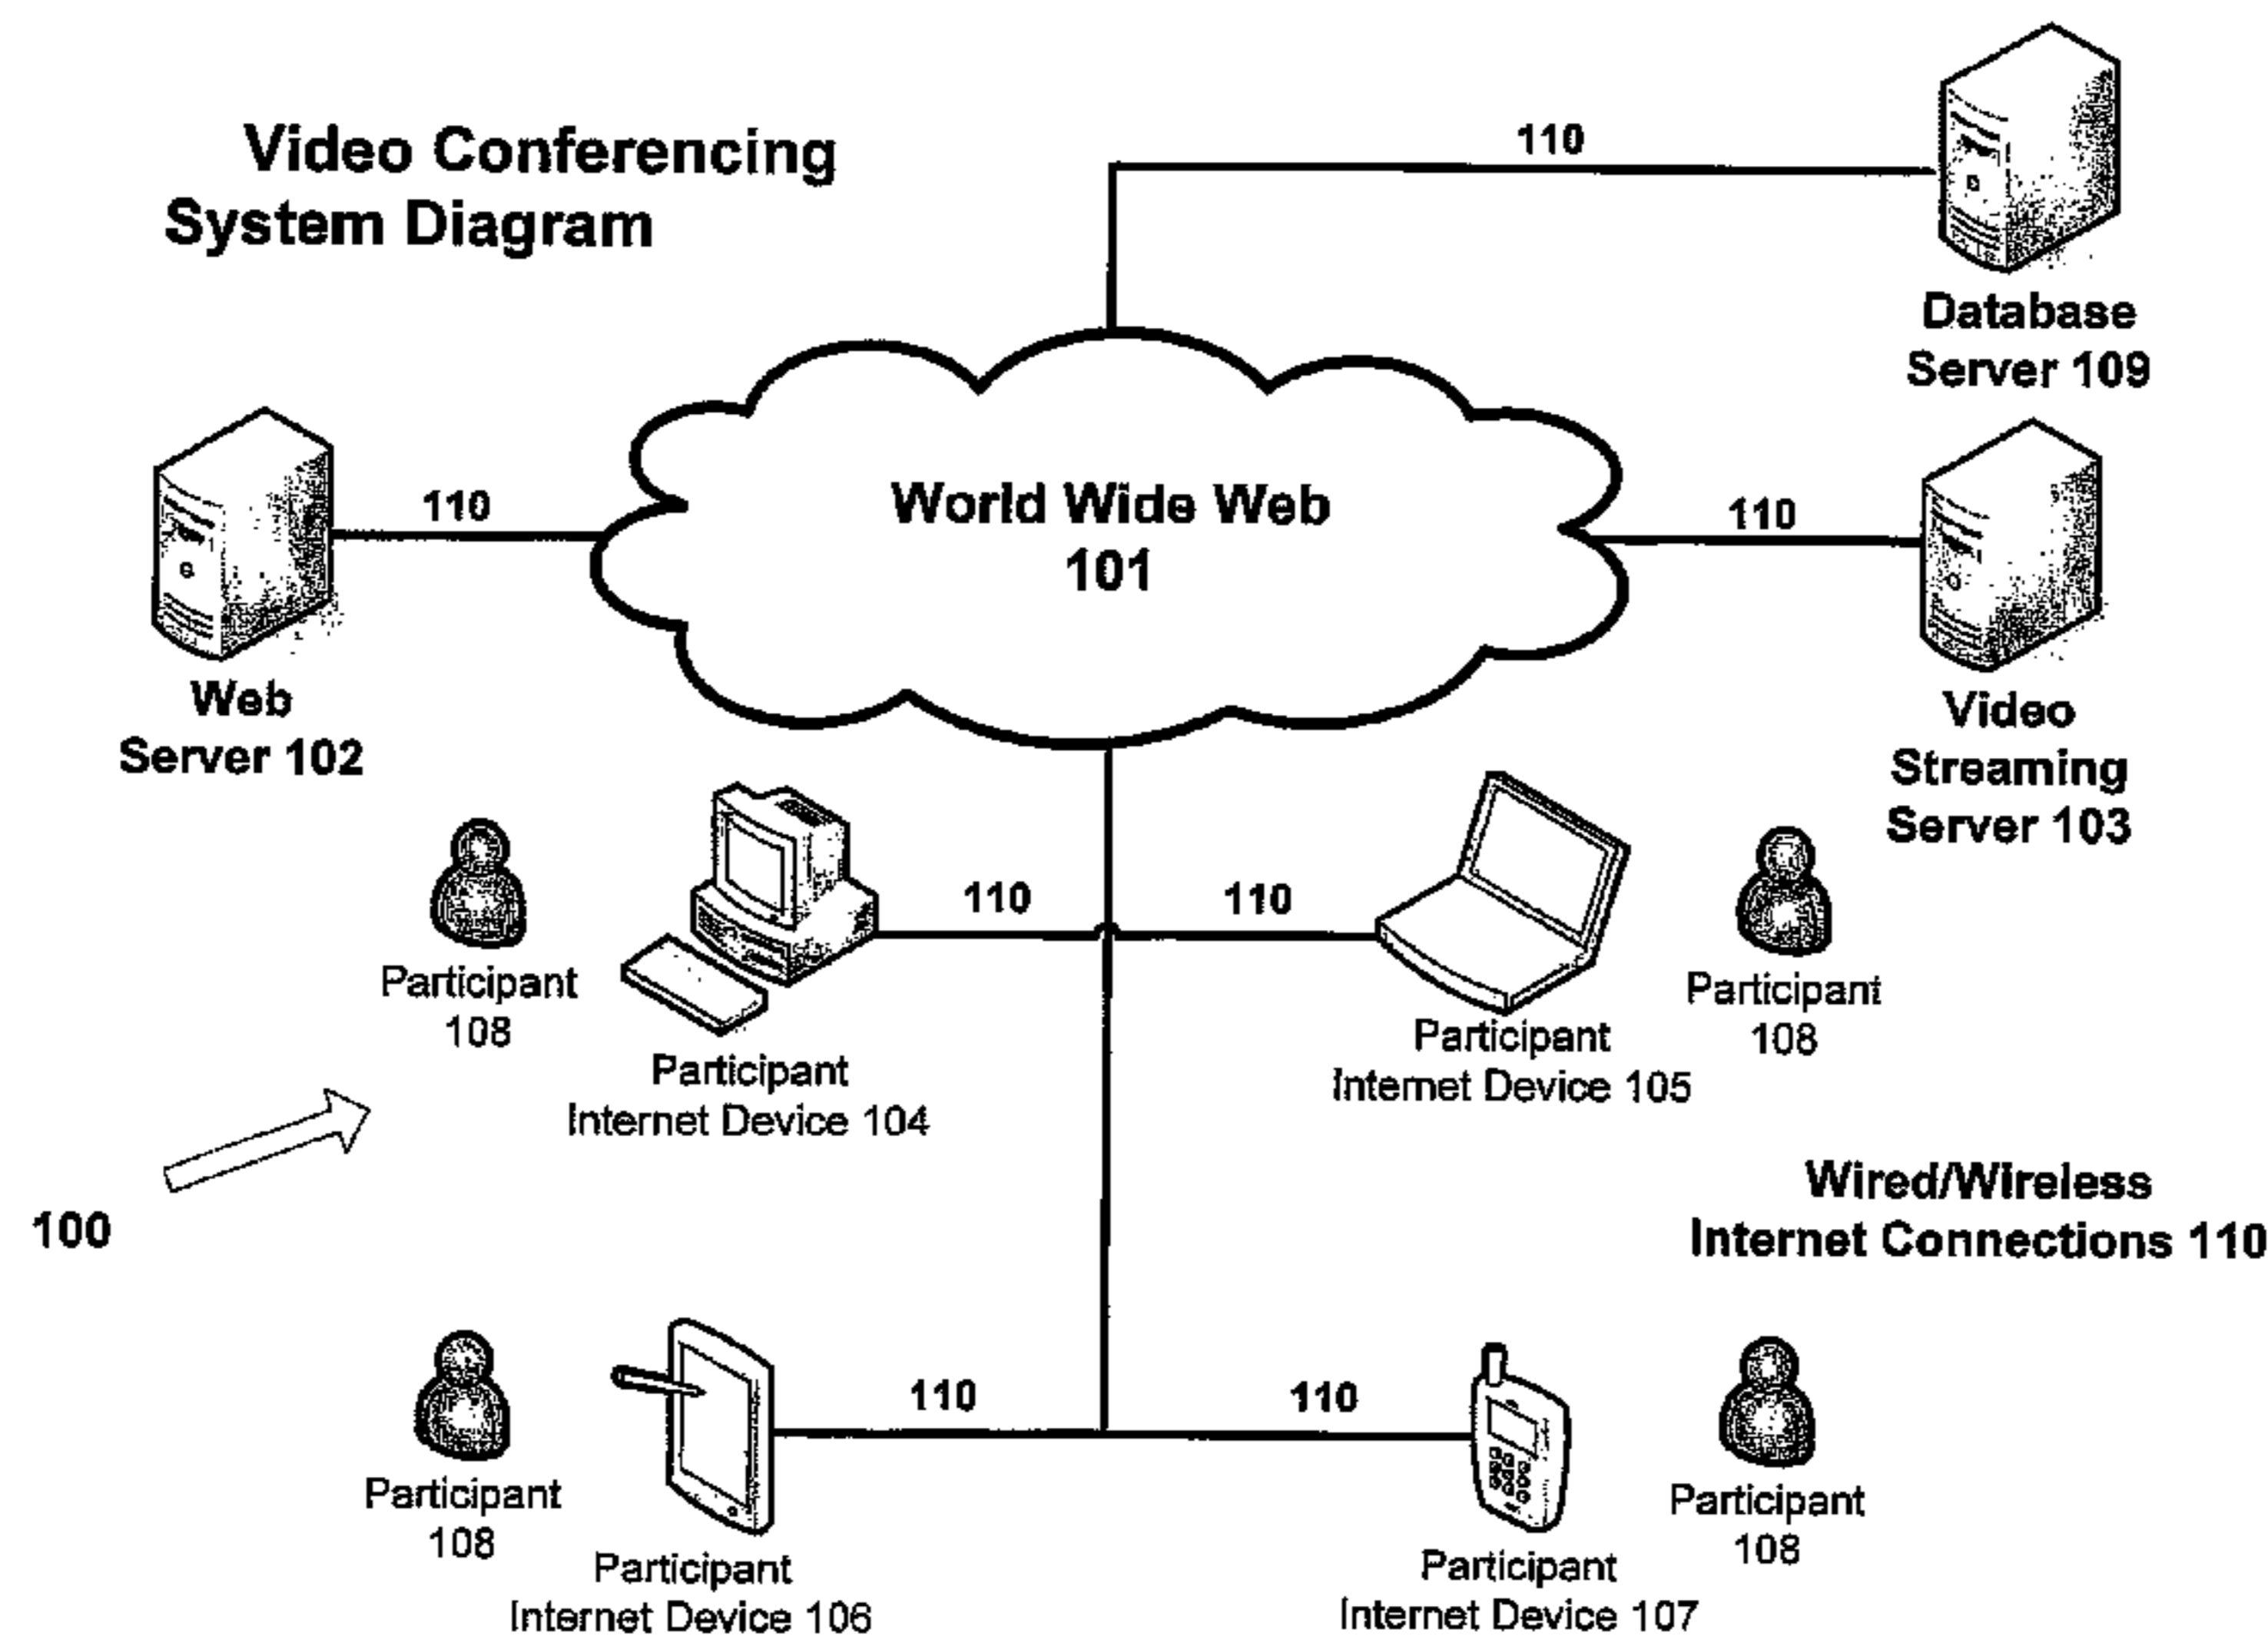 Video Conferencing
System Diagram
110
Database
Server 109
110
World Wide Web
101
110
Web
Server 102
Video
Streaming
Server 103
110
110
Participant
108
Participant
Internet Device 104
Participant
Internet Device 105
Participant
108
100
Wired/Wireless
Internet Connections 110
110
110
Participant
108
Participant
Internet Device 106
Participant
Internet Device 107
Participant
108